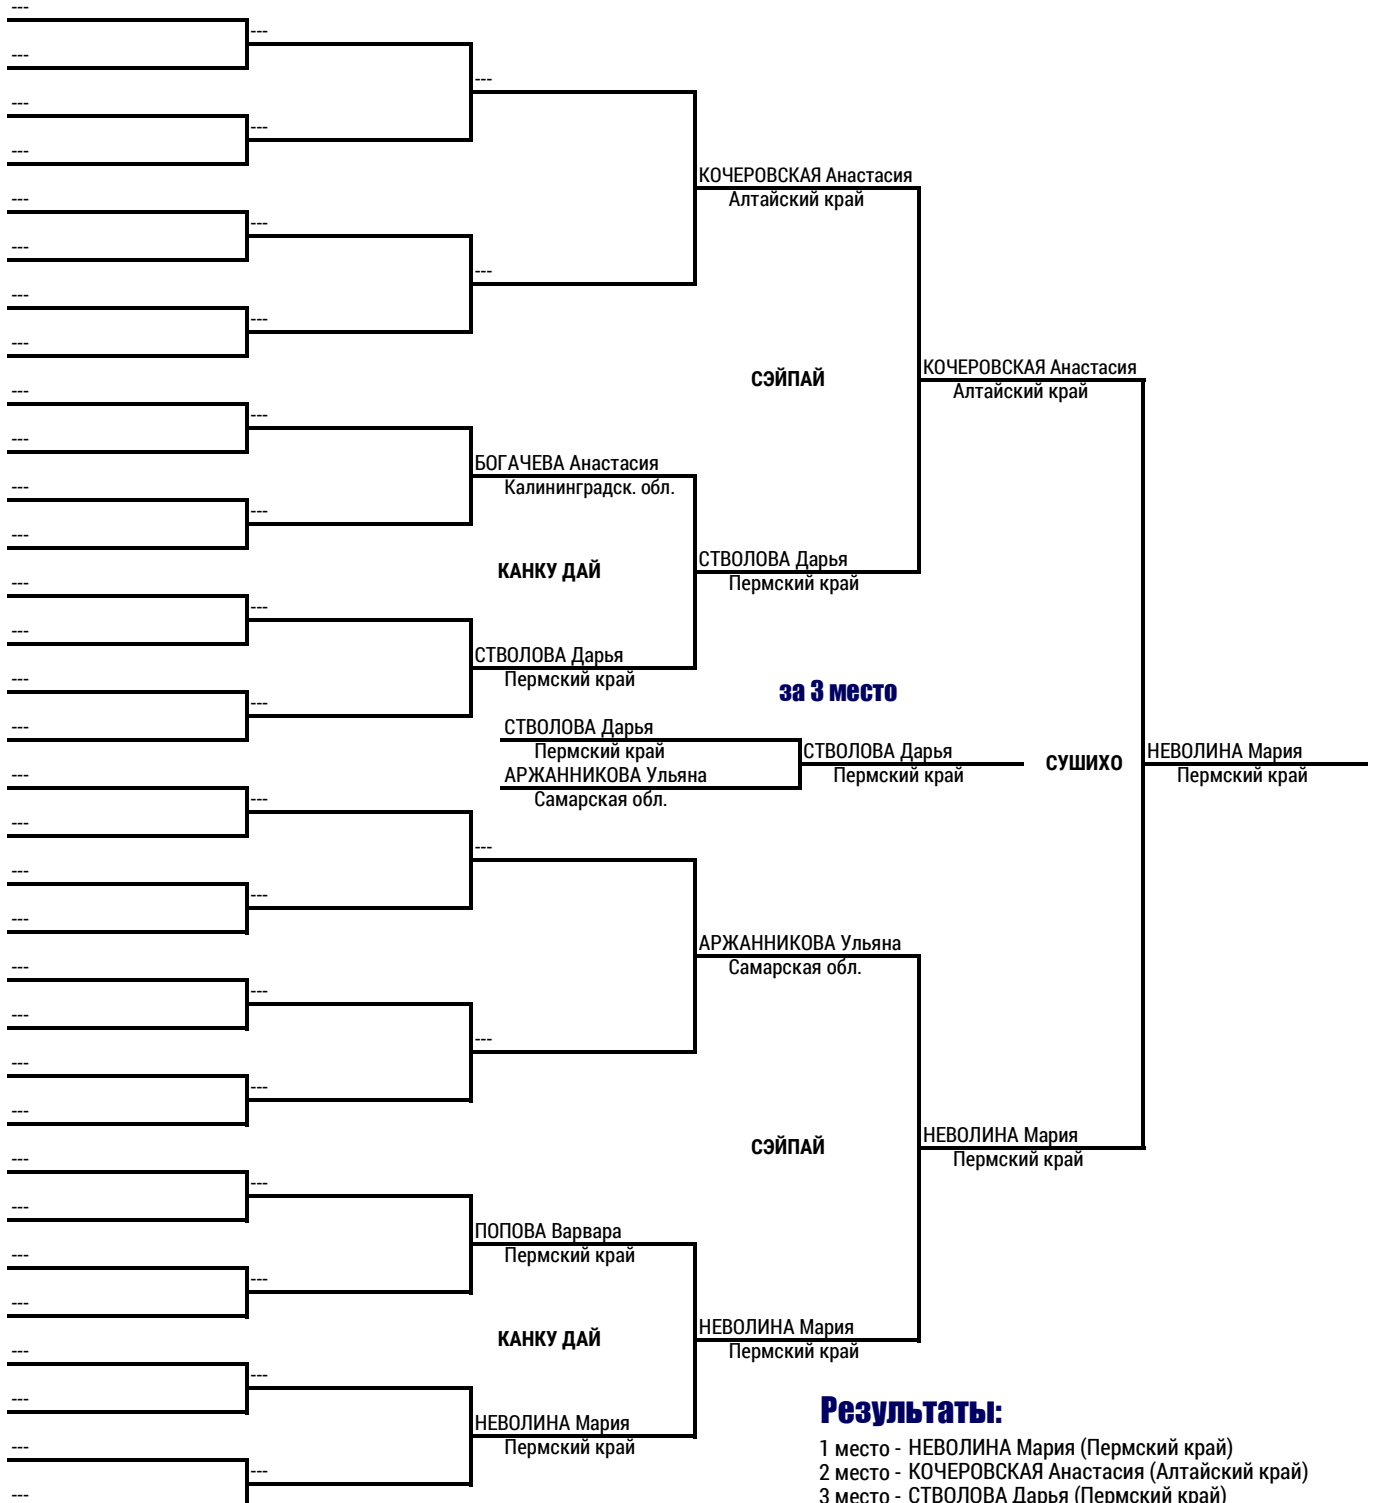 ---
---
---
---
---
---
КОЧЕРОВСКАЯ Анастасия
Алтайский край
---
---
---
---
---
---
---
---
СЭЙПАЙ
КОЧЕРОВСКАЯ Анастасия
Алтайский край
---
---
---
БОГАЧЕВА Анастасия
Калининградск. обл.
---
---
---
КАНКУ ДАЙ
СТВОЛОВА Дарья
Пермский край
---
---
---
СТВОЛОВА Дарья
Пермский край
---
---
---
за 3 место
СТВОЛОВА Дарья
Пермский край
АРЖАННИКОВА Ульяна
Самарская обл.
СТВОЛОВА Дарья
Пермский край
СУШИХО
НЕВОЛИНА Мария
Пермский край
---
---
---
---
---
---
---
АРЖАННИКОВА Ульяна
Самарская обл.
---
---
---
---
---
---
---
СЭЙПАЙ
НЕВОЛИНА Мария
Пермский край
---
---
---
ПОПОВА Варвара
Пермский край
---
---
---
КАНКУ ДАЙ
НЕВОЛИНА Мария
Пермский край
---
---
---
НЕВОЛИНА Мария
Пермский край
---
---
---
Результаты:
1 место - НЕВОЛИНА Мария (Пермский край)
2 место - КОЧЕРОВСКАЯ Анастасия (Алтайский край)
3 место - СТВОЛОВА Дарья (Пермский край)